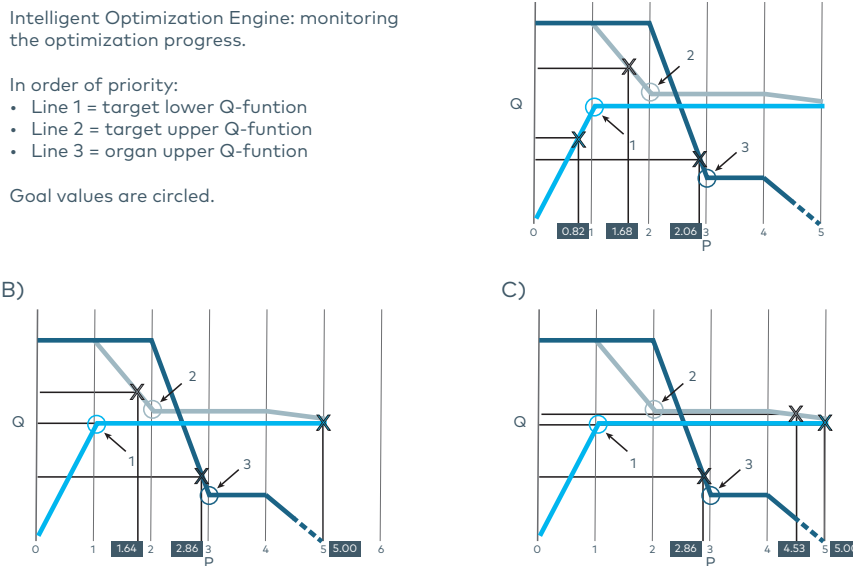 Intelligent Optimization Engine: monitoring
the optimization progress.
In order of priority:
• Line 1 = target lower Q-funtion
• Line 2 = target upper Q-funtion
• Line 3 = organ upper Q-funtion
Goal values are circled.
2
Q
1
3
0 0.82 1 1.68 2 2.06 3 4 5
P
B)
2
Q
1
3
0 1 1.64 2 2.86 3 4 5 5.00 6
P
C)
2
Q
1
3
0 1 2 2.86 3 4 4.53 5 5.00
P